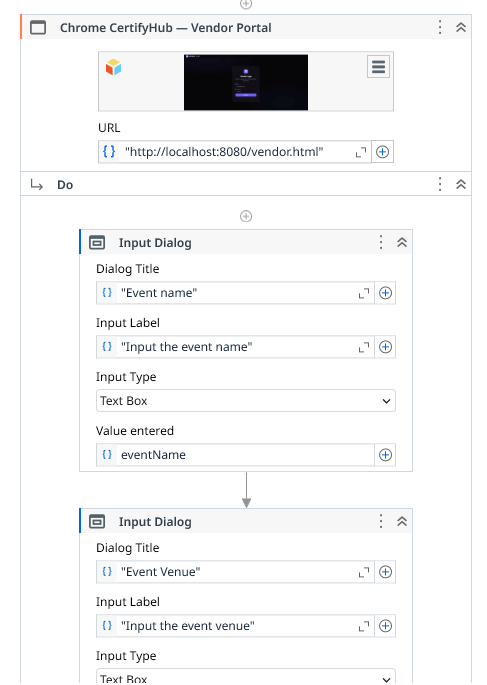 Chrome CertifyHub — Vendor Portal
URL
"http://localhost:8080/vendor.html"
Do
Input Dialog
Dialog Title
"Event name"
Input Label
"Input the event name"
Input Type
Text Box
Value entered
eventName
Input Dialog
Dialog Title
"Event Venue"
Input Label
"Input the event venue"
Input Type
Text Box